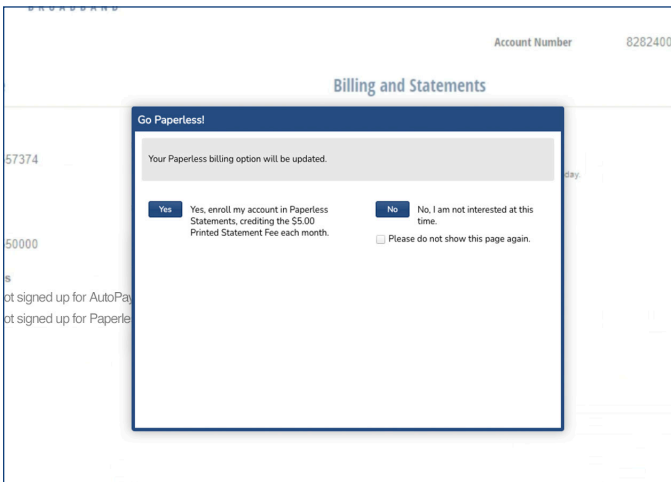 BROADBAND
Account Number 8282400
Billing and Statements
Go Paperless!
57374
Your Paperless billing option will be updated.
day.
Yes Yes, enroll my account in Paperless
Statements, crediting the $5.00
Printed Statement Fee each month.
No No, I am not interested at this
time.
Please do not show this page again.
50000
s
ot signed up for AutoPay
ot signed up for Paperle